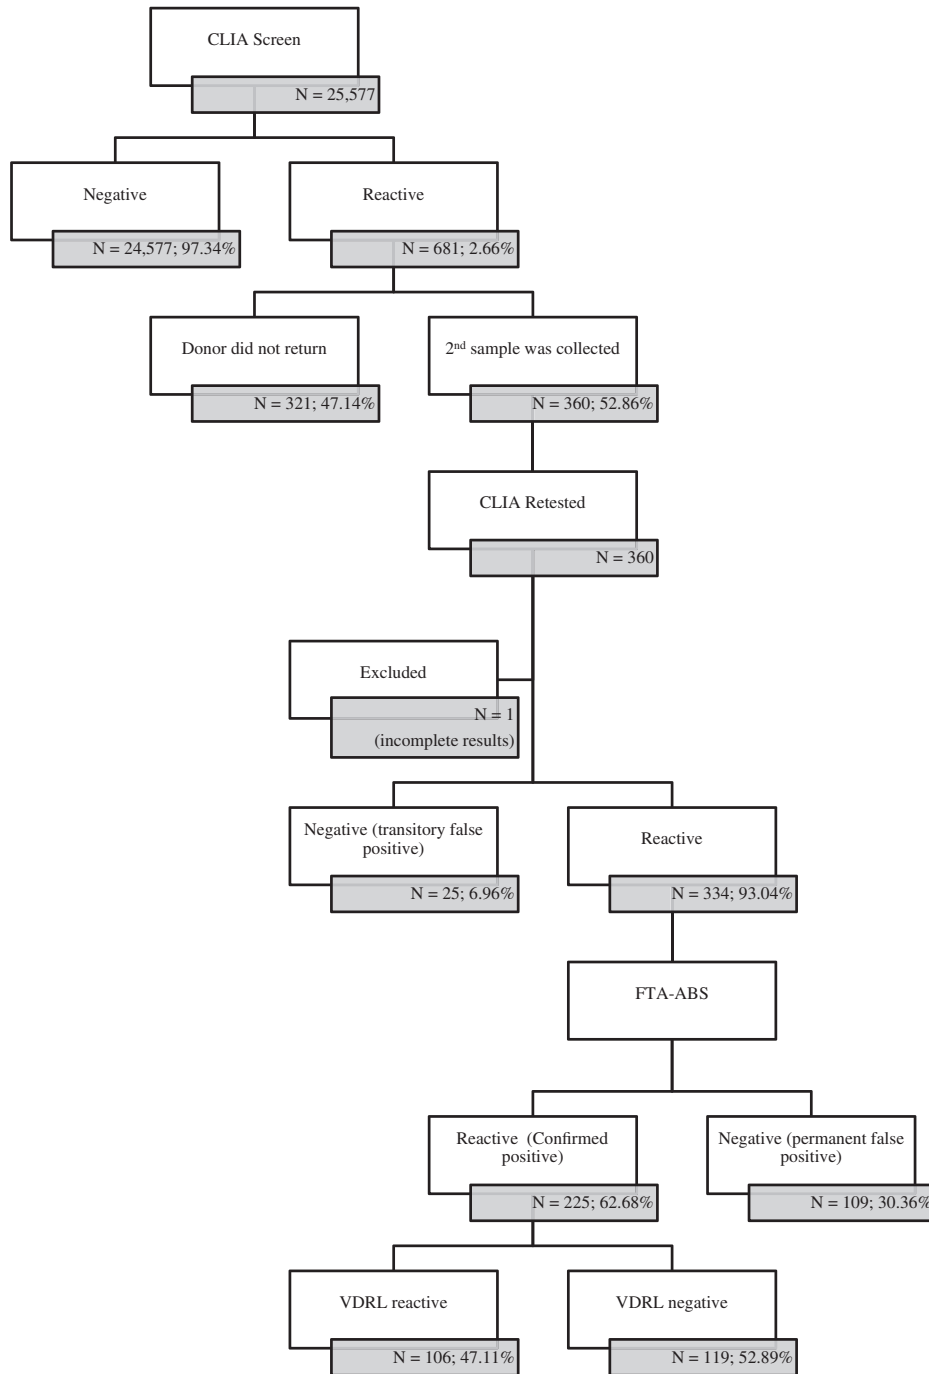 CLIA Screen
N = 25,577
Negative
N = 24,577; 97.34%
Reactive
N = 681; 2.66%
Donor did not return
N = 321; 47.14%
2nd sample was collected
N = 360; 52.86%
CLIA Retested
N = 360
Excluded
N = 1
(incomplete results)
Negative (transitory false
positive)
N = 25; 6.96%
Reactive
N = 334; 93.04%
FTA-ABS
Reactive (Confirmed
positive)
N = 225; 62.68%
Negative (permanent false
positive)
N = 109; 30.36%
VDRL reactive
N = 106; 47.11%
VDRL negative
N = 119; 52.89%